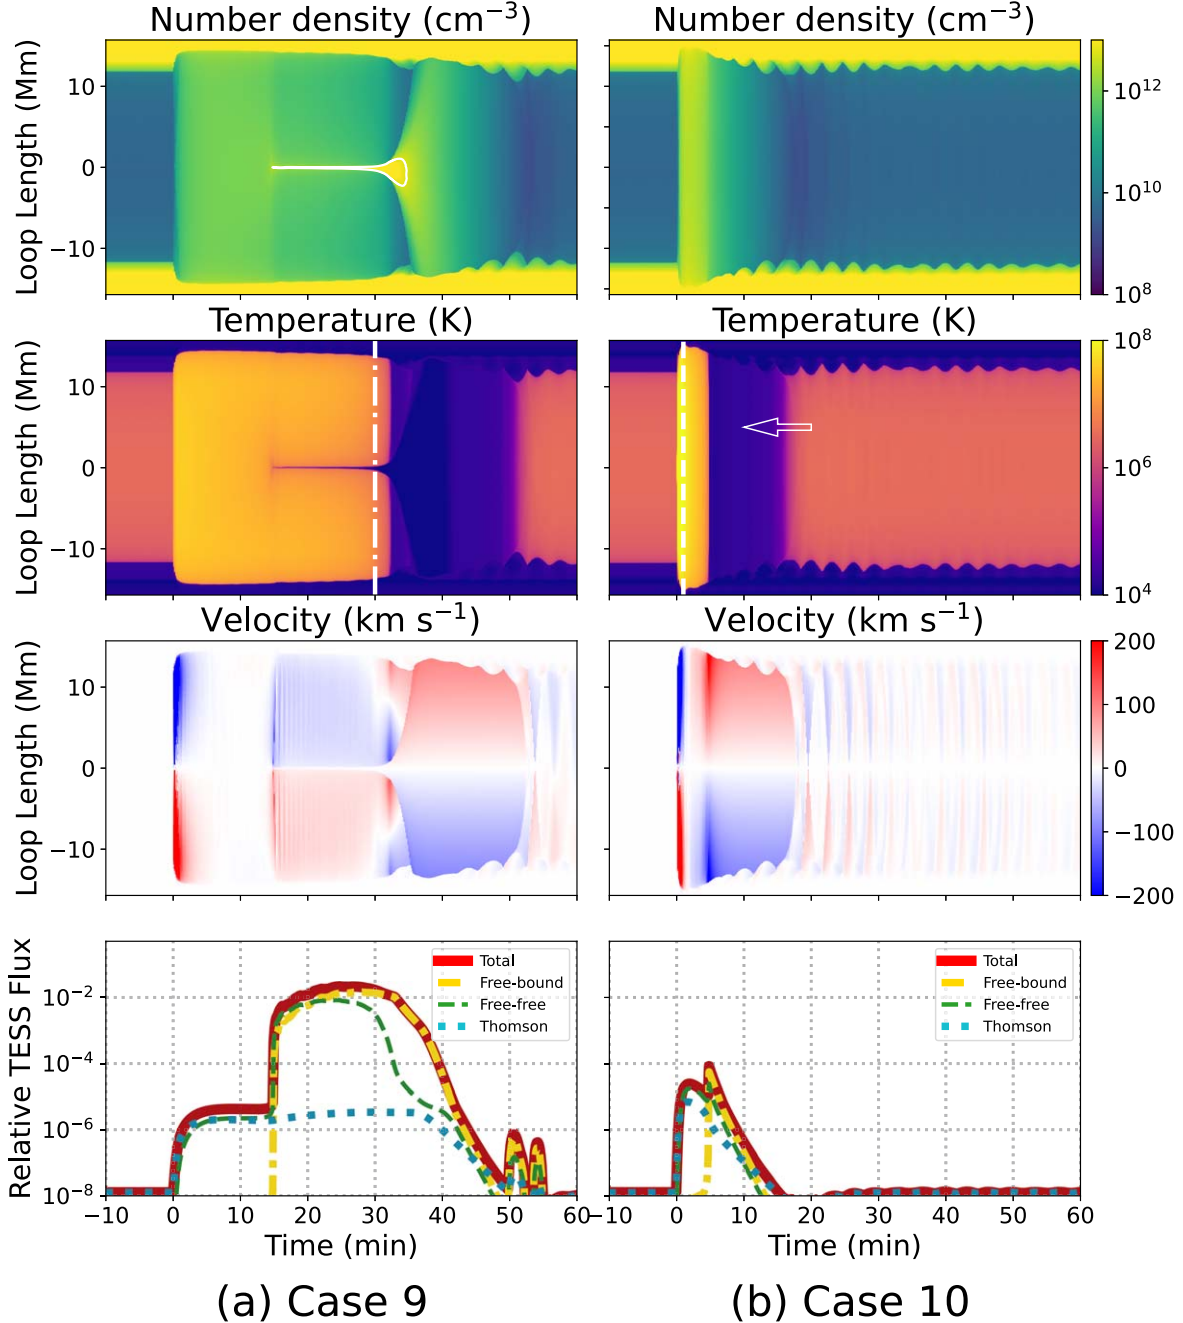 Number density (cm⁻³)
Number density (cm⁻³)
Loop Length (Mm)
10
0
−10
10¹²
10¹⁰
10⁸
Temperature (K)
Temperature (K)
Loop Length (Mm)
10
0
−10
10⁸
10⁶
10⁴
Velocity (km s⁻¹)
Velocity (km s⁻¹)
Loop Length (Mm)
10
0
−10
200
100
0
−100
−200
Relative TESS Flux
10⁻²
10⁻⁴
10⁻⁶
10⁻⁸
Total
Free-bound
Free-free
Thomson
Total
Free-bound
Free-free
Thomson
−10 0 10 20 30 40 50 60
−10 0 10 20 30 40 50 60
Time (min)
Time (min)
(a) Case 9
(b) Case 10